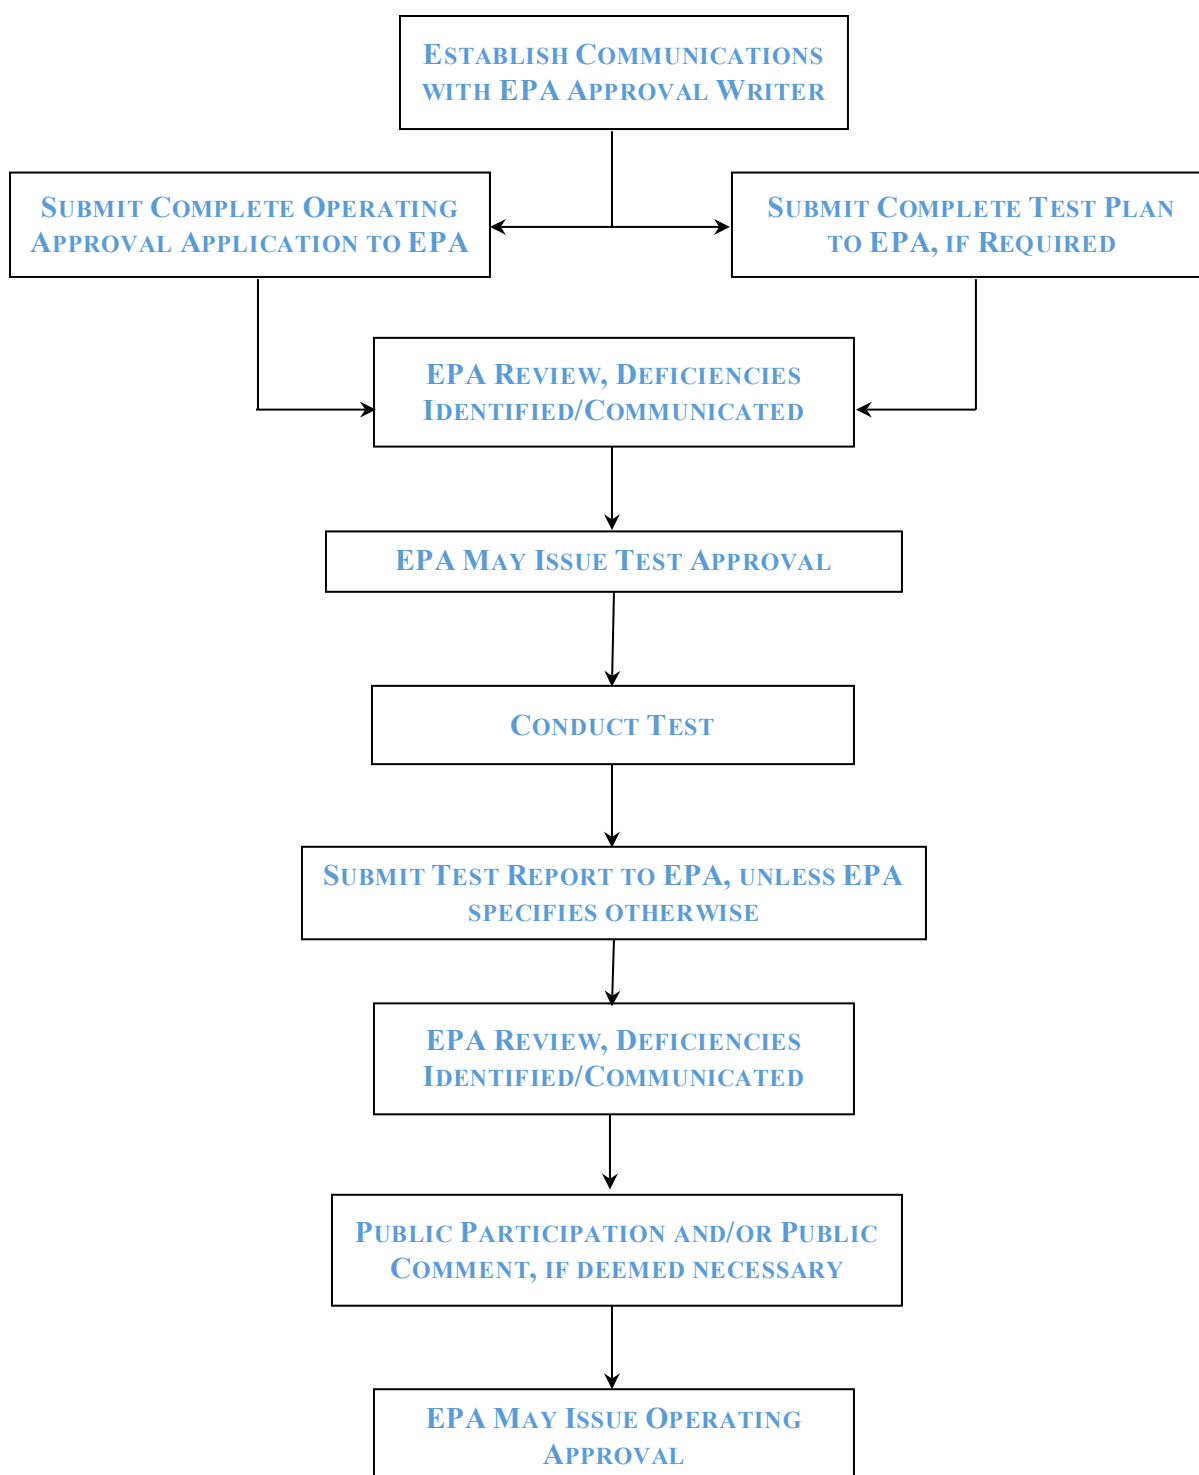 ESTABLISH COMMUNICATIONS
WITH EPA APPROVAL WRITER
SUBMIT COMPLETE OPERATING
APPROVAL APPLICATION TO EPA
SUBMIT COMPLETE TEST PLAN
TO EPA, IF REQUIRED
EPA REVIEW, DEFICIENCIES
IDENTIFIED/COMMUNICATED
EPA MAY ISSUE TEST APPROVAL
CONDUCT TEST
SUBMIT TEST REPORT TO EPA, UNLESS EPA
SPECIFIES OTHERWISE
EPA REVIEW, DEFICIENCIES
IDENTIFIED/COMMUNICATED
PUBLIC PARTICIPATION AND/OR PUBLIC
COMMENT, IF DEEMED NECESSARY
EPA MAY ISSUE OPERATING
APPROVAL